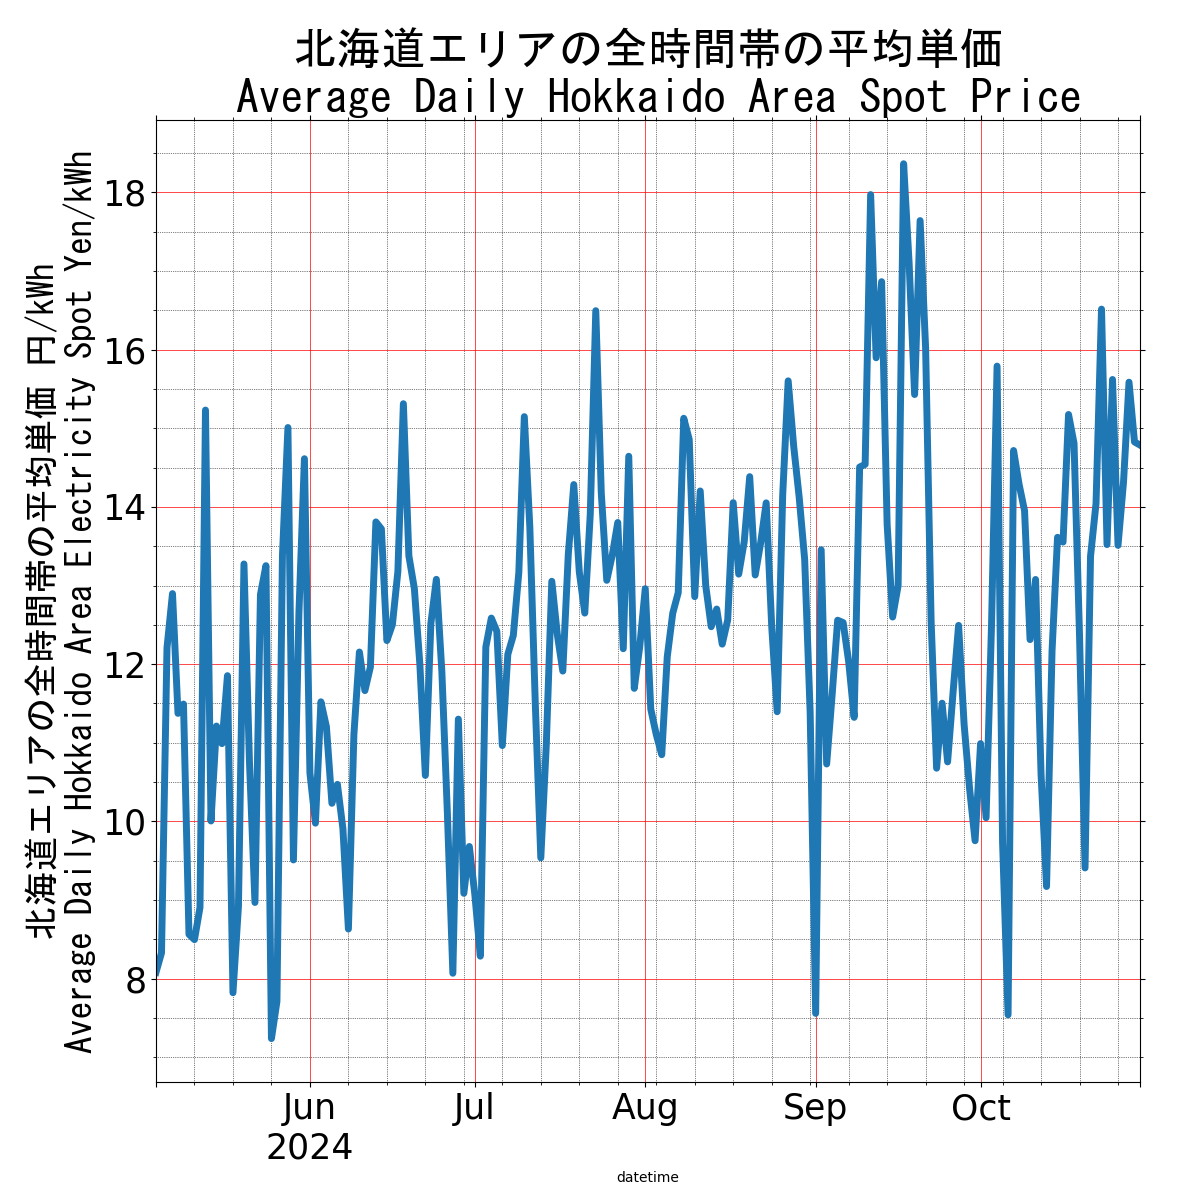 北海道エリアの全時間帯の平均単価
Average Daily Hokkaido Area Spot Price
北海道エリアの全時間帯の平均単価 円/kWh
Average Daily Hokkaido Area Area Electricity Spot Yen/kWh
18
16
14
12
10
8
Jun
2024
Jul
Aug
Sep
Oct
datetime